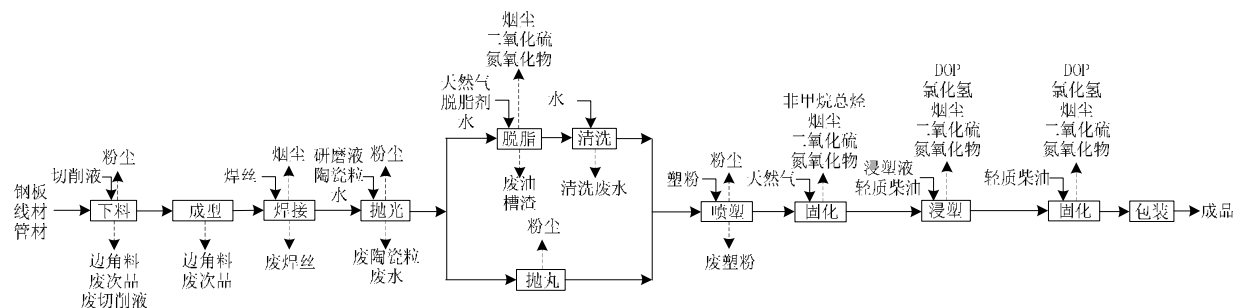 烟尘
二氧化硫
氮氧化物
天然气
脱脂剂
水
脱脂
废油
槽渣
水
清洗
清洗废水
钢板
线材
管材
切削液
粉尘
下料
边角料
废次品
废切削液
成型
边角料
废次品
焊丝
烟尘
焊接
废焊丝
研磨液
陶瓷粒
水
粉尘
抛光
废陶瓷粒
废水
粉尘
抛丸
塑粉
粉尘
喷塑
废塑粉
天然气
非甲烷总烃
烟尘
二氧化硫
氮氧化物
固化
浸塑液
轻质柴油
DOP
氯化氢
烟尘
二氧化硫
氮氧化物
浸塑
轻质柴油
DOP
氯化氢
烟尘
二氧化硫
氮氧化物
固化
包装
成品